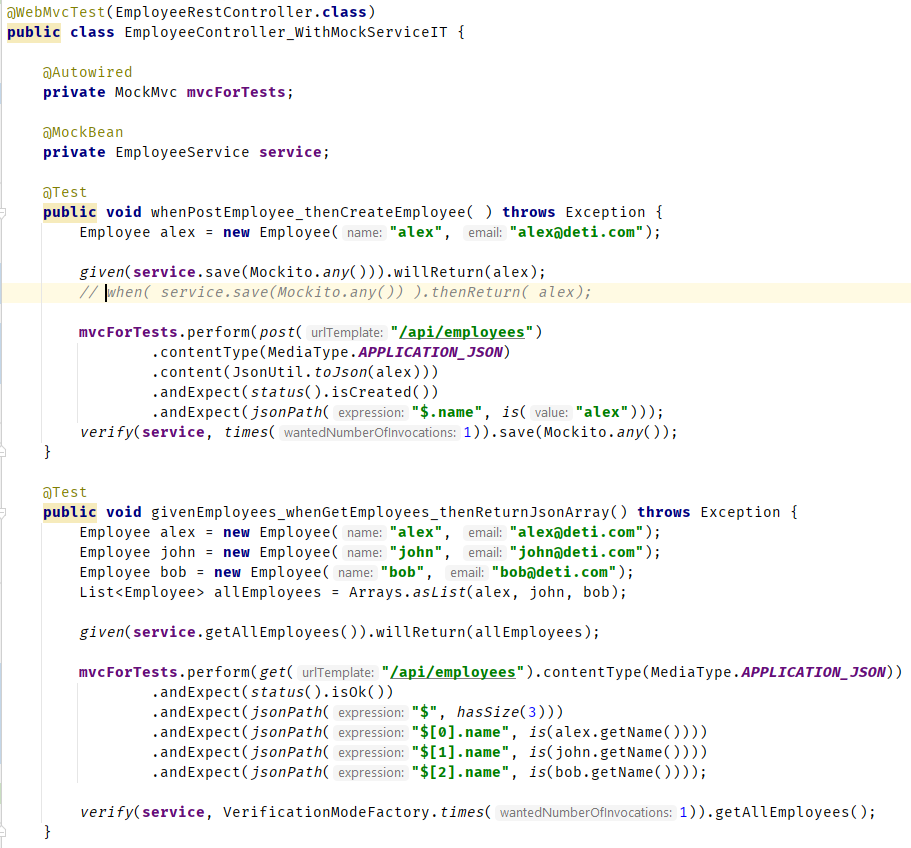 @WebMvcTest(EmployeeRestController.class)
public class EmployeeController_WithMockServiceIT {
@Autowired
private MockMvc mvcForTests;
@MockBean
private EmployeeService service;
@Test
public void whenPostEmployee_thenCreateEmployee( ) throws Exception {
Employee alex = new Employee( name: "alex", email: "alex@deti.com");
given(service.save(Mockito.any())).willReturn(alex);
// when( service.save(Mockito.any()) ).thenReturn( alex);
mvcForTests.perform(post( urlTemplate: "/api/employees")
.contentType(MediaType.APPLICATION_JSON)
.content(JsonUtil.toJson(alex)))
.andExpect(status().isCreated())
.andExpect(jsonPath( expression: "$.name", is( value: "alex")));
verify(service, times( wantedNumberOfInvocations: 1)).save(Mockito.any());
}
@Test
public void givenEmployees_whenGetEmployees_thenReturnJsonArray() throws Exception {
Employee alex = new Employee( name: "alex", email: "alex@deti.com");
Employee john = new Employee( name: "john", email: "john@deti.com");
Employee bob = new Employee( name: "bob", email: "bob@deti.com");
List<Employee> allEmployees = Arrays.asList(alex, john, bob);
given(service.getAllEmployees()).willReturn(allEmployees);
mvcForTests.perform(get( urlTemplate: "/api/employees").contentType(MediaType.APPLICATION_JSON))
.andExpect(status().isOk())
.andExpect(jsonPath( expression: "$", hasSize(3)))
.andExpect(jsonPath( expression: "$[0].name", is(alex.getName())))
.andExpect(jsonPath( expression: "$[1].name", is(john.getName())))
.andExpect(jsonPath( expression: "$[2].name", is(bob.getName())));
verify(service, VerificationModeFactory.times( wantedNumberOfInvocations: 1)).getAllEmployees();
}